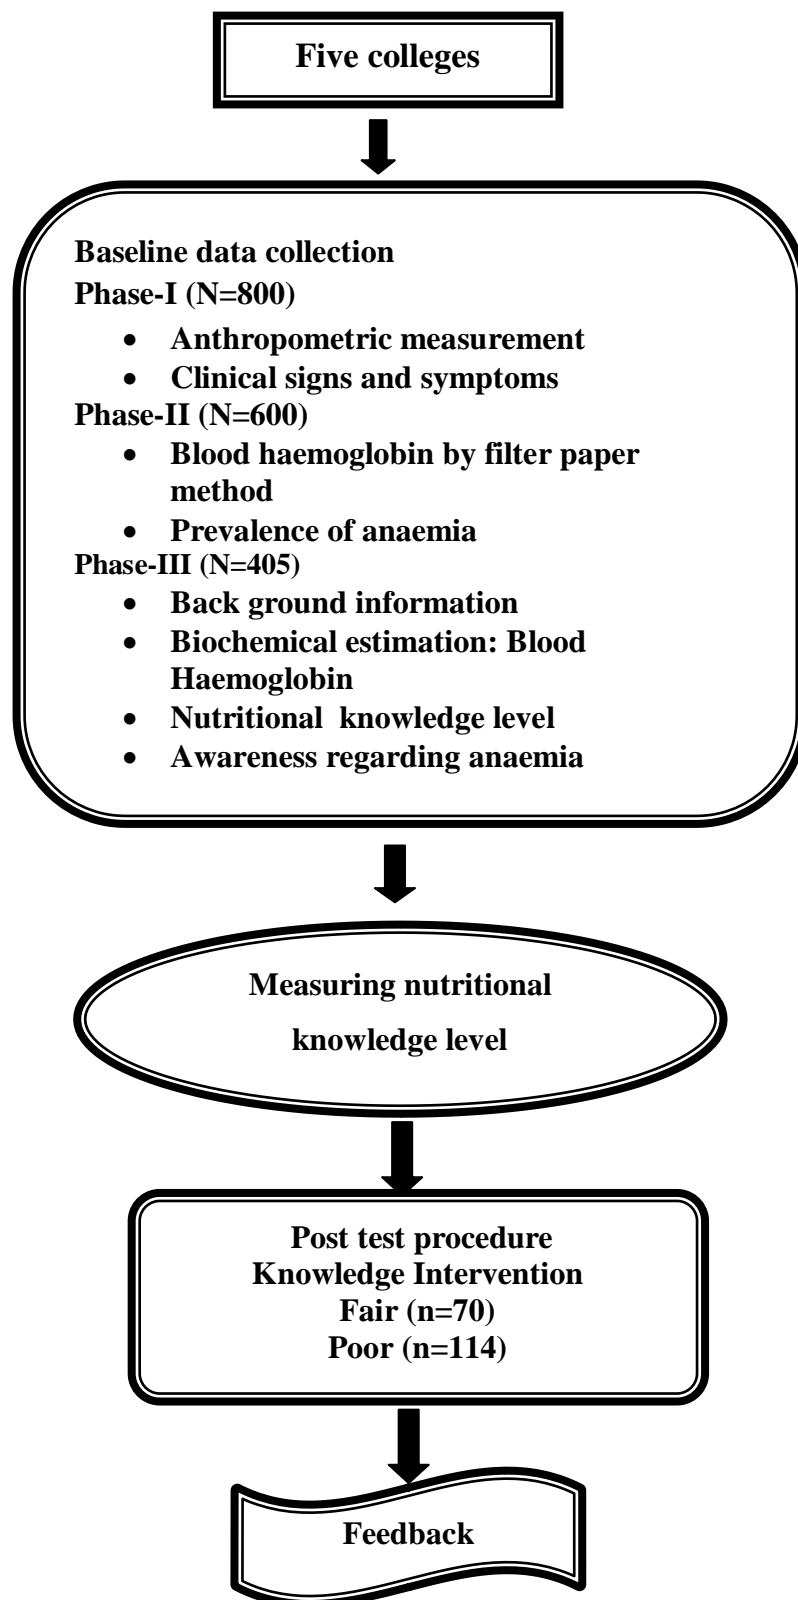 Five colleges
Baseline data collection
Phase-I (N=800)
• Anthropometric measurement
• Clinical signs and symptoms
Phase-II (N=600)
• Blood haemoglobin by filter paper
method
• Prevalence of anaemia
Phase-III (N=405)
• Back ground information
• Biochemical estimation: Blood
Haemoglobin
• Nutritional knowledge level
• Awareness regarding anaemia
Measuring nutritional
knowledge level
Post test procedure
Knowledge Intervention
Fair (n=70)
Poor (n=114)
Feedback